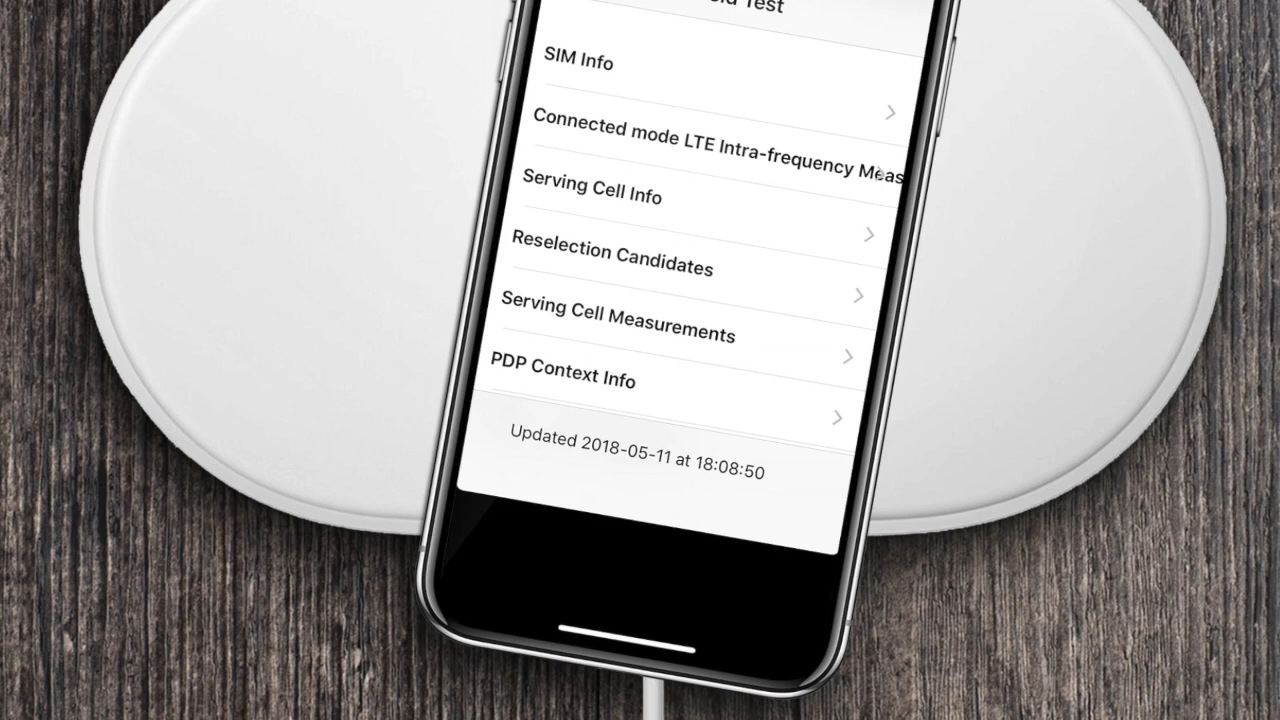 Test
SIM Info
Connected mode LTE Intra-frequency Meas
Serving Cell Info
Reselection Candidates
Serving Cell Measurements
PDP Context Info
Updated 2018-05-11 at 18:08:50